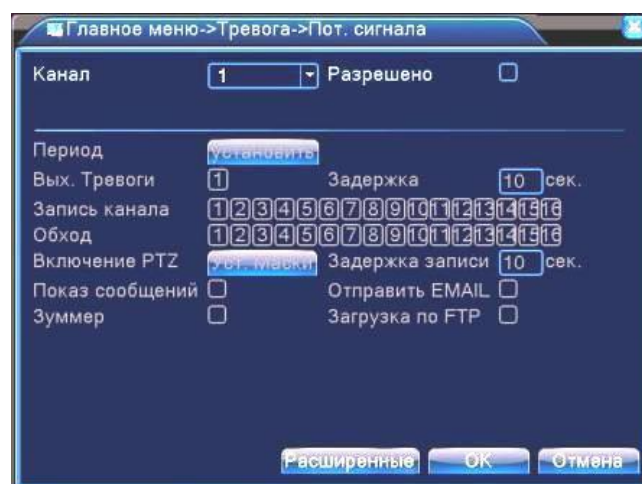 Главное меню->Тревога->Пот. сигнала
Канал 1 Разрешено
Период установить
Вых. Тревоги 1 Задержка 10 сек.
Запись канала 1 2 3 4 5 6 7 8 9 10 11 12 13 14 15 16
Обход 1 2 3 4 5 6 7 8 9 10 11 12 13 14 15 16
Включение PTZ Уст. Маски Задержка записи 10 сек.
Показ сообщений Отправить EMAIL
Зуммер Загрузка по FTP
Расширенные OK Отмена